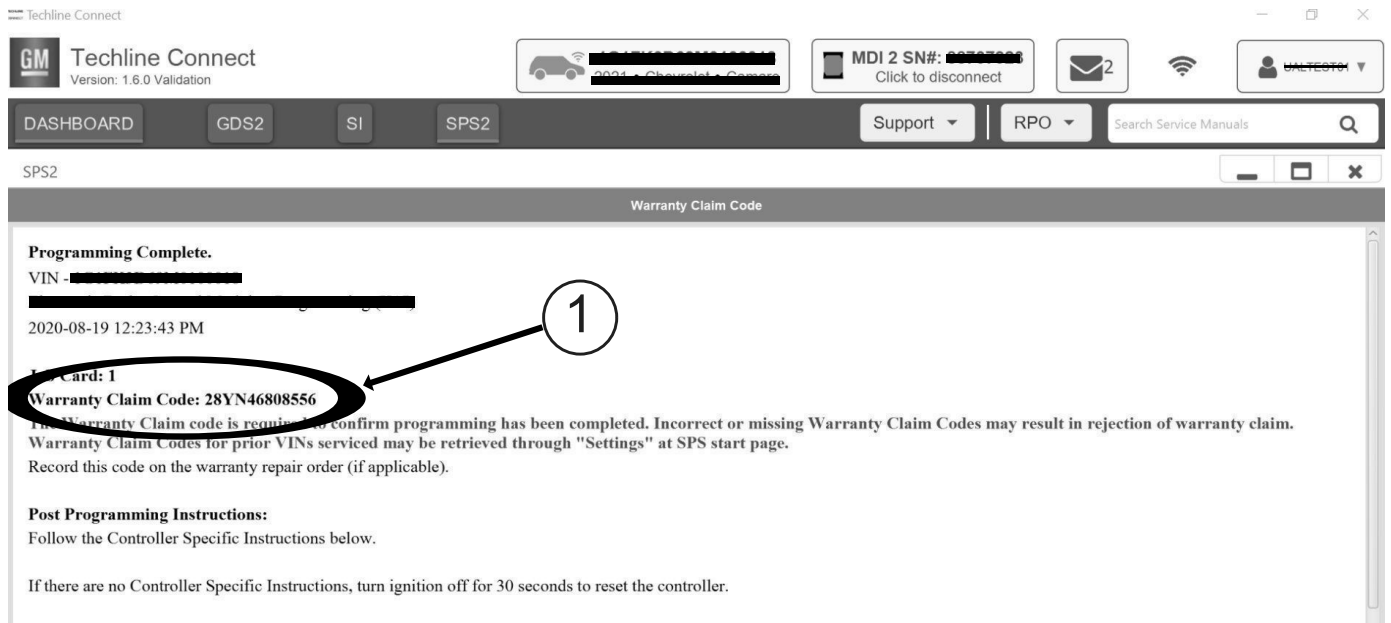 Techline Connect
GM
Techline Connect
Version: 1.6.0 Validation
2021 • Chevrolet • Camaro
MDI 2 SN#:
Click to disconnect
2
DASHBOARD GDS2 SI SPS2 Support RPO Search Service Manuals
SPS2
Warranty Claim Code
Programming Complete.
VIN -
2020-08-19 12:23:43 PM
1
Card: 1
Warranty Claim Code: 28YN46808556
The Warranty Claim code is required to confirm programming has been completed. Incorrect or missing Warranty Claim Codes may result in rejection of warranty claim.
Warranty Claim Codes for prior VINs serviced may be retrieved through "Settings" at SPS start page.
Record this code on the warranty repair order (if applicable).
Post Programming Instructions:
Follow the Controller Specific Instructions below.
If there are no Controller Specific Instructions, turn ignition off for 30 seconds to reset the controller.